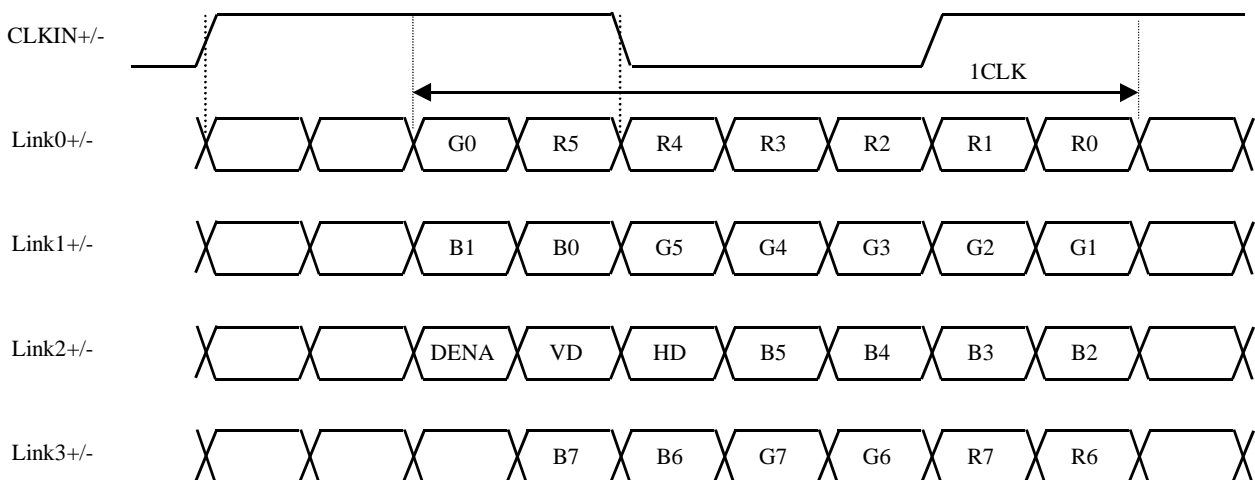 CLKIN+/-
1CLK
Link0+/- G0 R5 R4 R3 R2 R1 R0
Link1+/- B1 B0 G5 G4 G3 G2 G1
Link2+/- DENA VD HD B5 B4 B3 B2
Link3+/- B7 B6 G7 G6 R7 R6